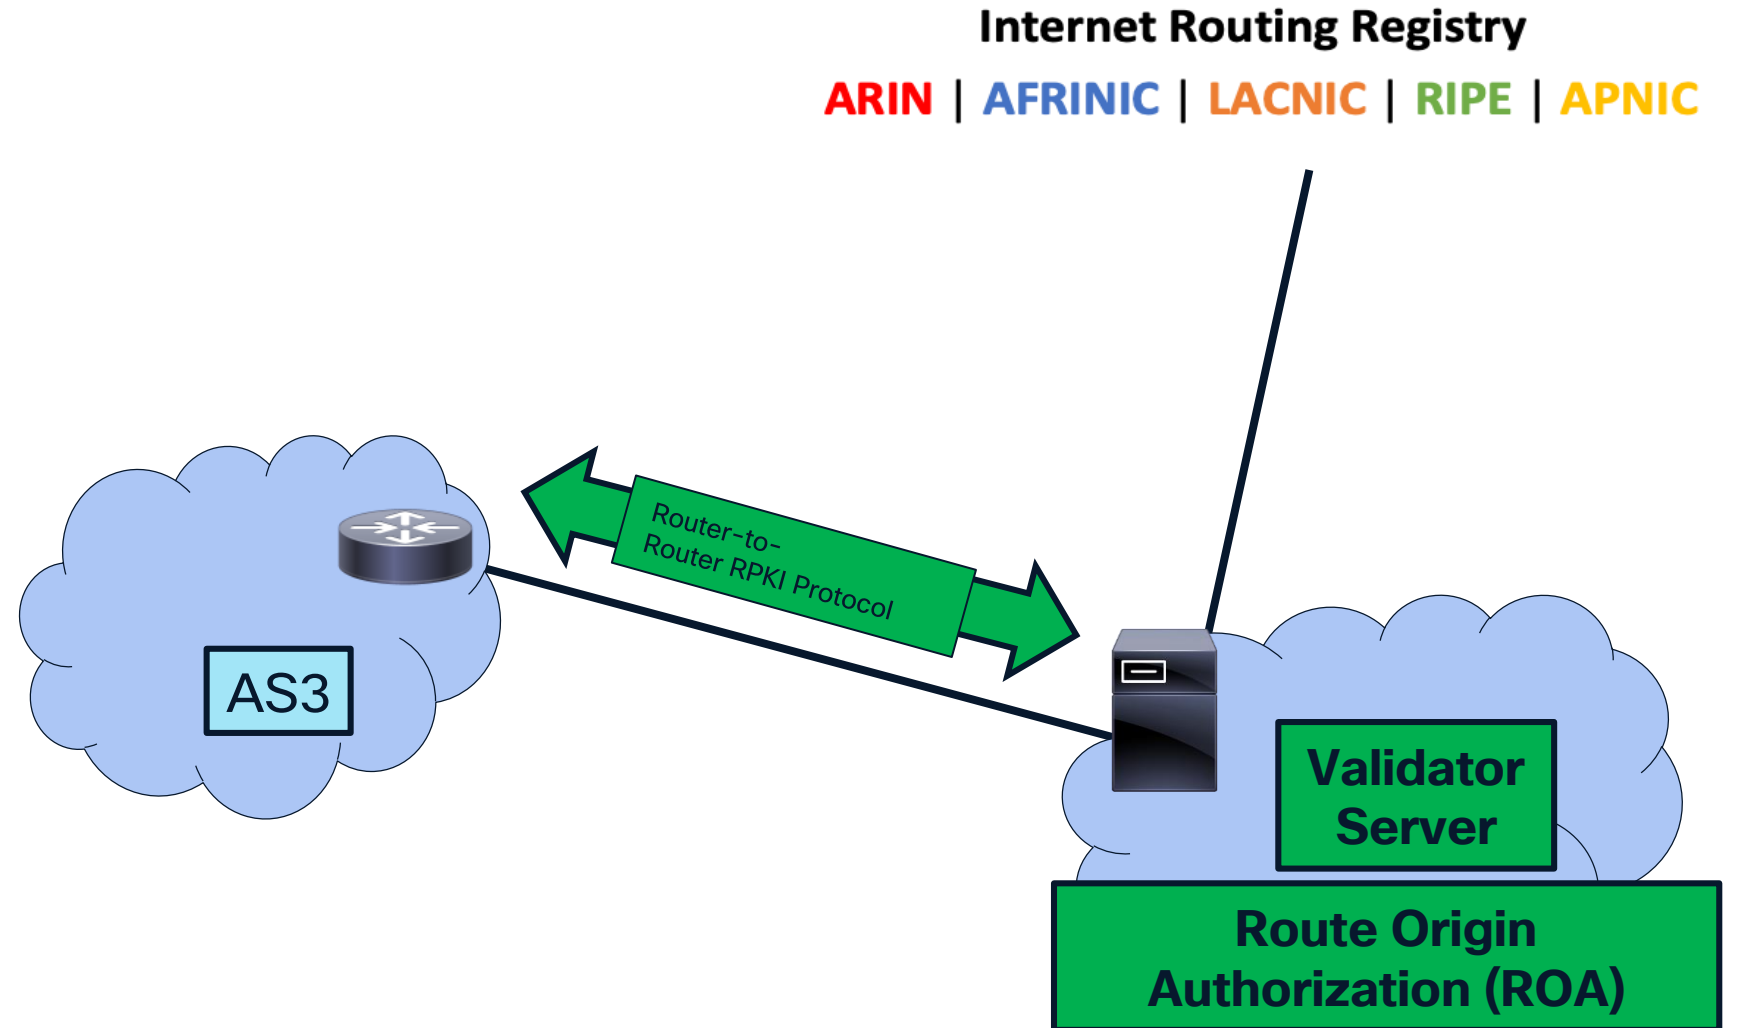 Internet Routing Registry
ARIN | AFRINIC | LACNIC | RIPE | APNIC
Router-to-
Router RPKI Protocol
AS3
Validator
Server
Route Origin
Authorization (ROA)